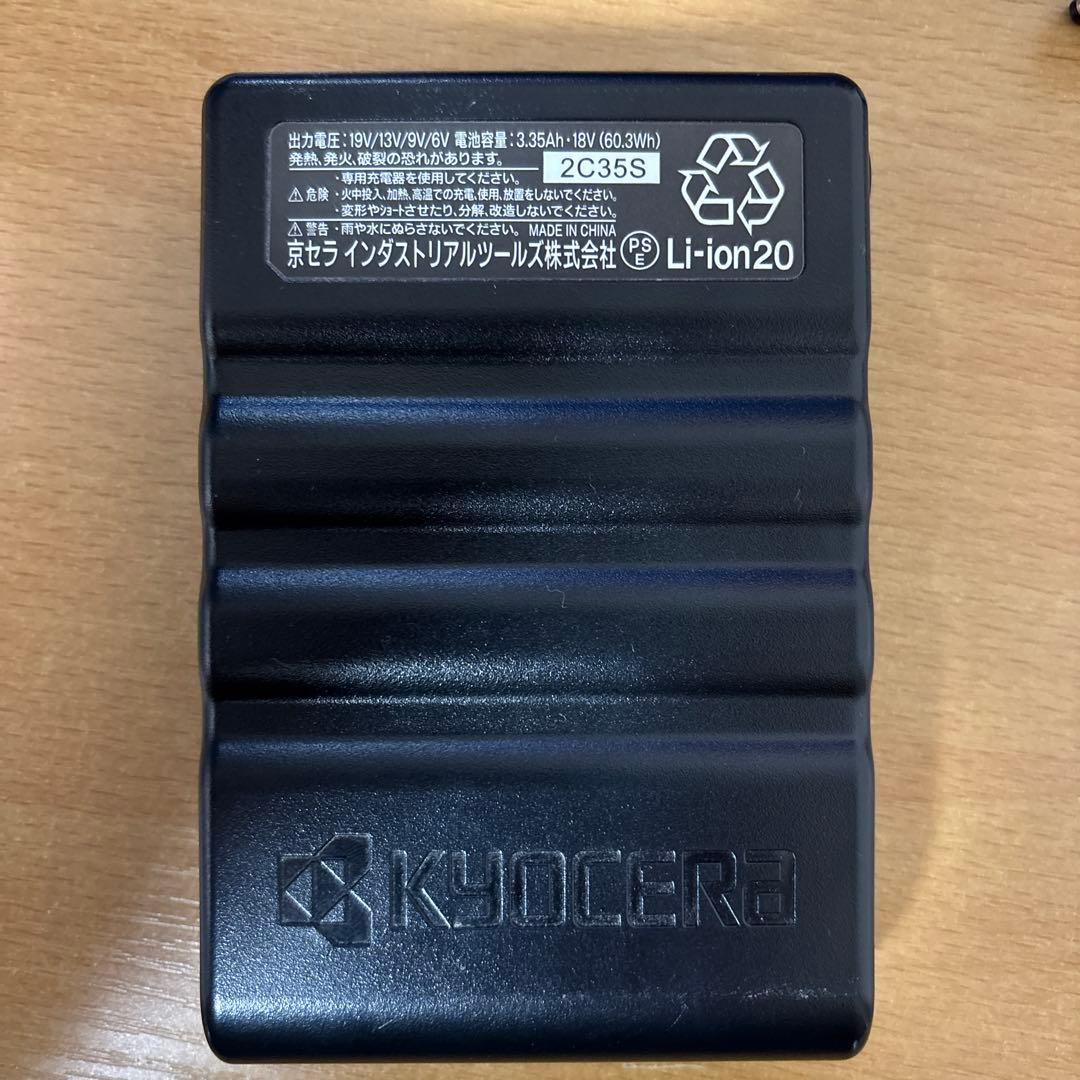 出力電圧:19V/13V/9V/6V 電池容量:3.35Ah・18V(60.3Wh)
発熱、発火、破裂の恐れがあります。
2C35S
・専用充電器を使用してください。
⚠危険 ・火中投入、加熱、高温での充電、使用、放置をしないでください。
・変形やショートさせたり、分解、改造しないでください。
⚠警告・雨や水にぬらさないでください。 MADE IN CHINA
京セラ インダストリアルツールズ株式会社 PSE Li-ion20
KYOCERA